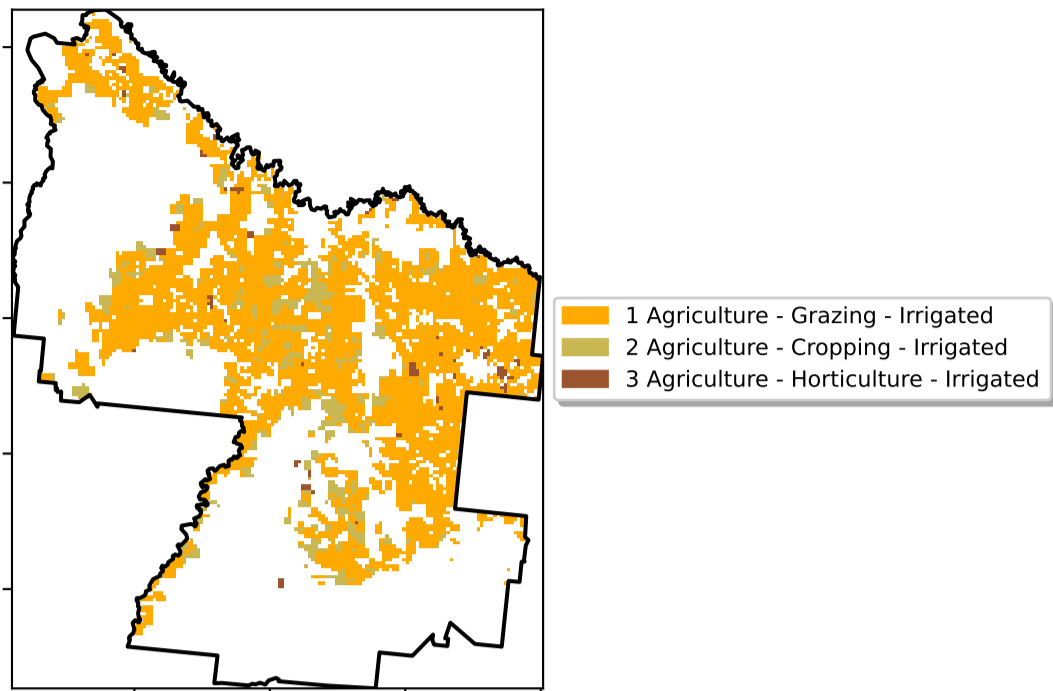 1 Agriculture - Grazing - Irrigated
2 Agriculture - Cropping - Irrigated
3 Agriculture - Horticulture - Irrigated